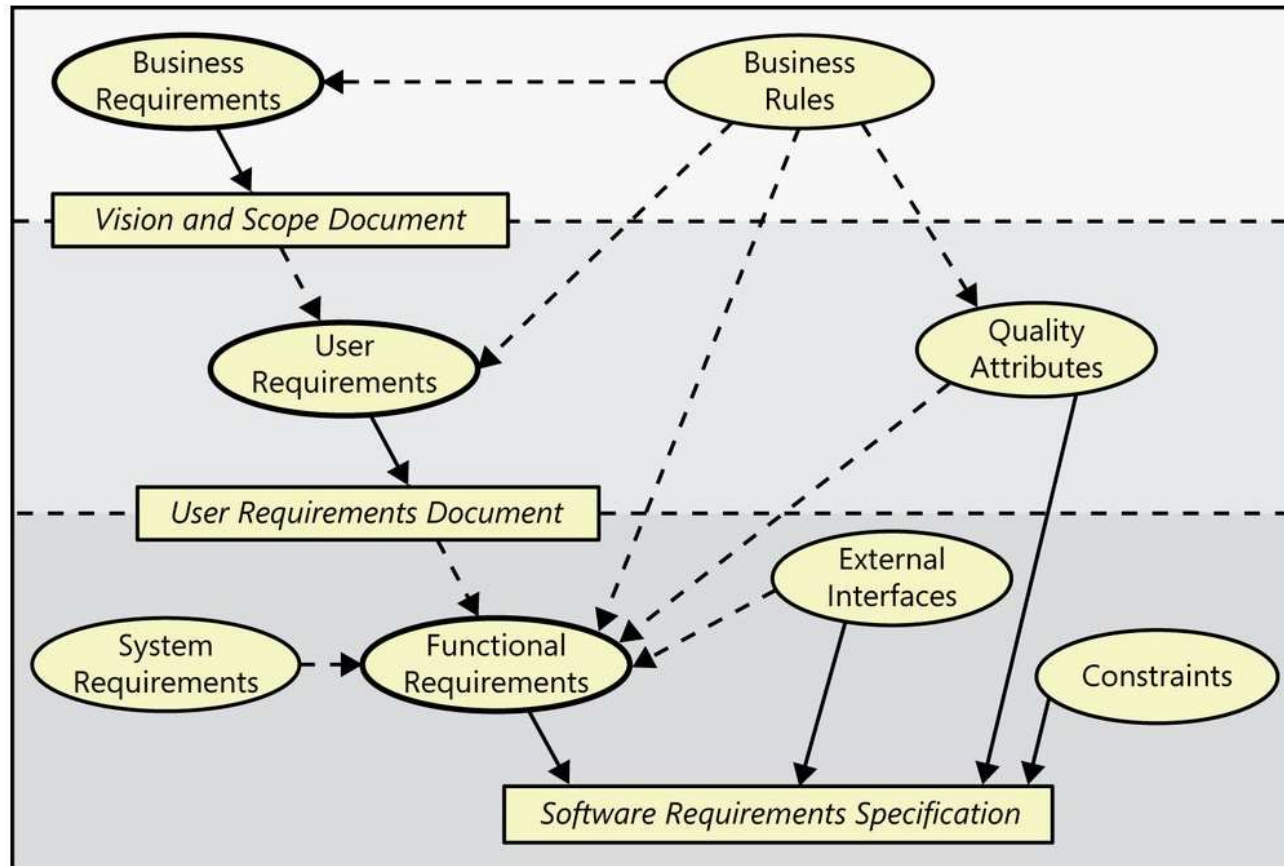 Business
Requirements
Business
Rules
Vision and Scope Document
User
Requirements
Quality
Attributes
User Requirements Document
External
Interfaces
System
Requirements
Functional
Requirements
Constraints
Software Requirements Specification